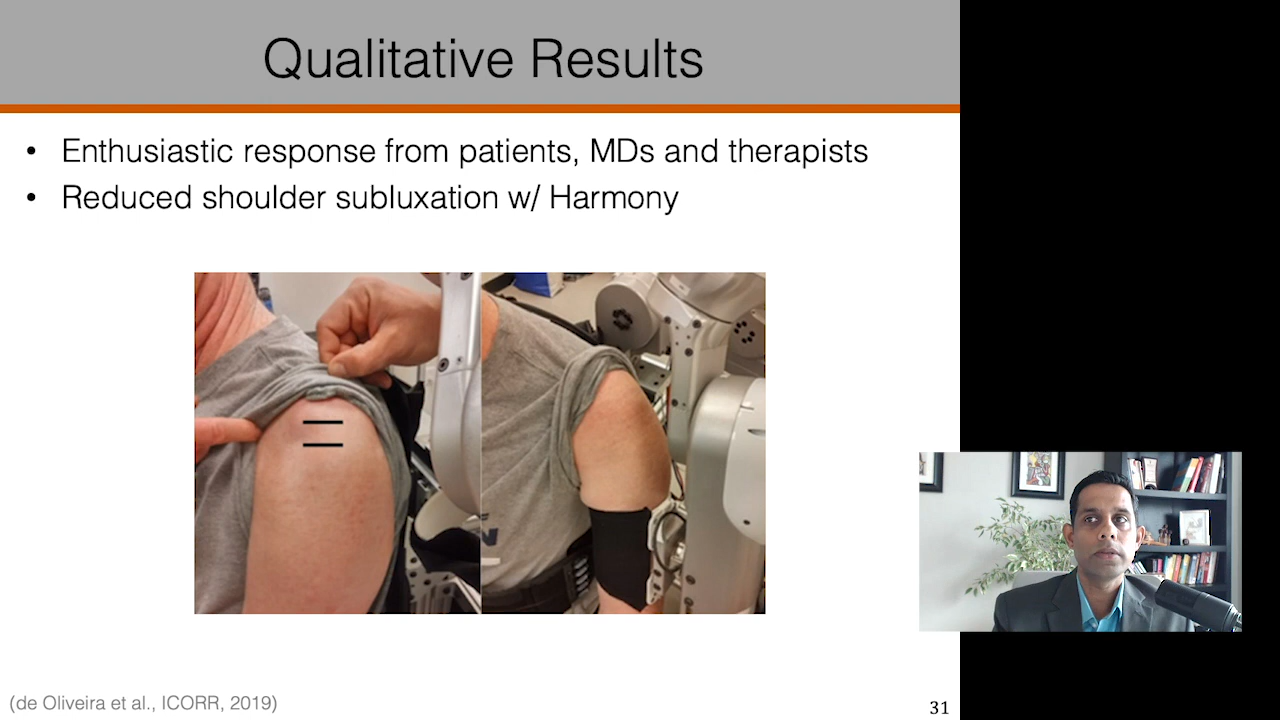 Qualitative Results
• Enthusiastic response from patients, MDs and therapists
• Reduced shoulder subluxation w/ Harmony
(de Oliveira et al., ICORR, 2019)
31